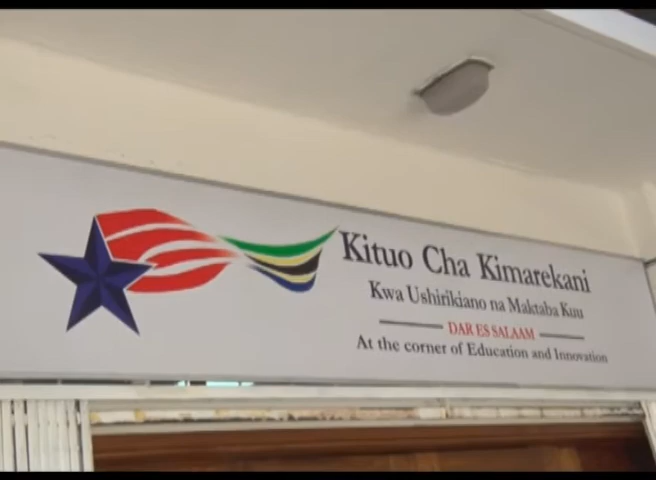 Kituo Cha Kimarekani
Kwa Ushirikiano na Maktaba Kuu
DAR ES SALAAM
At the corner of Education and Innovation